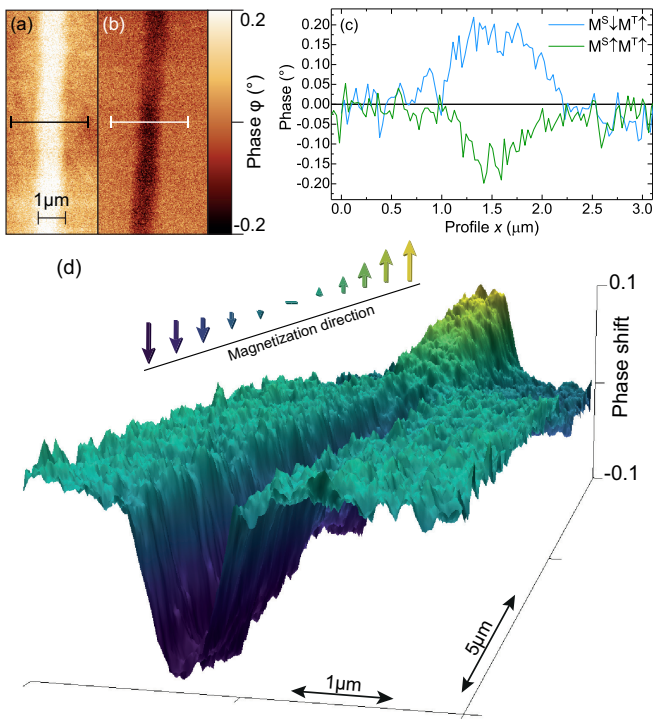 (a)
(b)
1μm
0.2
Phase φ (°)
-0.2
(c)
M^S↓M^T↑
M^S↑M^T↑
Phase (°)
0.20
0.15
0.10
0.05
0.00
-0.05
-0.10
-0.15
-0.20
0.0 0.5 1.0 1.5 2.0 2.5 3.0
Profile x (μm)
(d)
Magnetization direction
0.1
Phase shift
-0.1
5μm
1μm